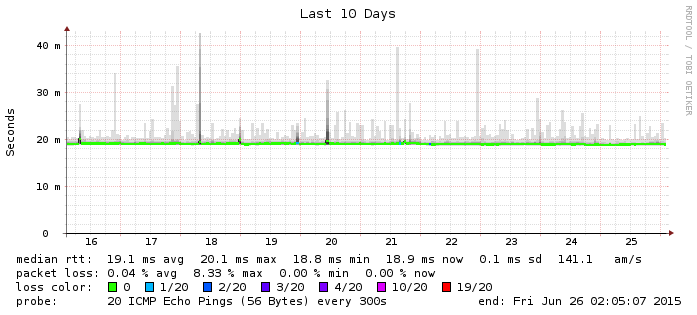 Last 10 Days
RRDTOOL / TOBI OETIKER
Seconds
40 m
30 m
20 m
10 m
0
16 17 18 19 20 21 22 23 24 25
median rtt: 19.1 ms avg 20.1 ms max 18.8 ms min 18.9 ms now 0.1 ms sd 141.1 am/s
packet loss: 0.04 % avg 8.33 % max 0.00 % min 0.00 % now
loss color: 0 1/20 2/20 3/20 4/20 10/20 19/20
probe: 20 ICMP Echo Pings (56 Bytes) every 300s end: Fri Jun 26 02:05:07 2015